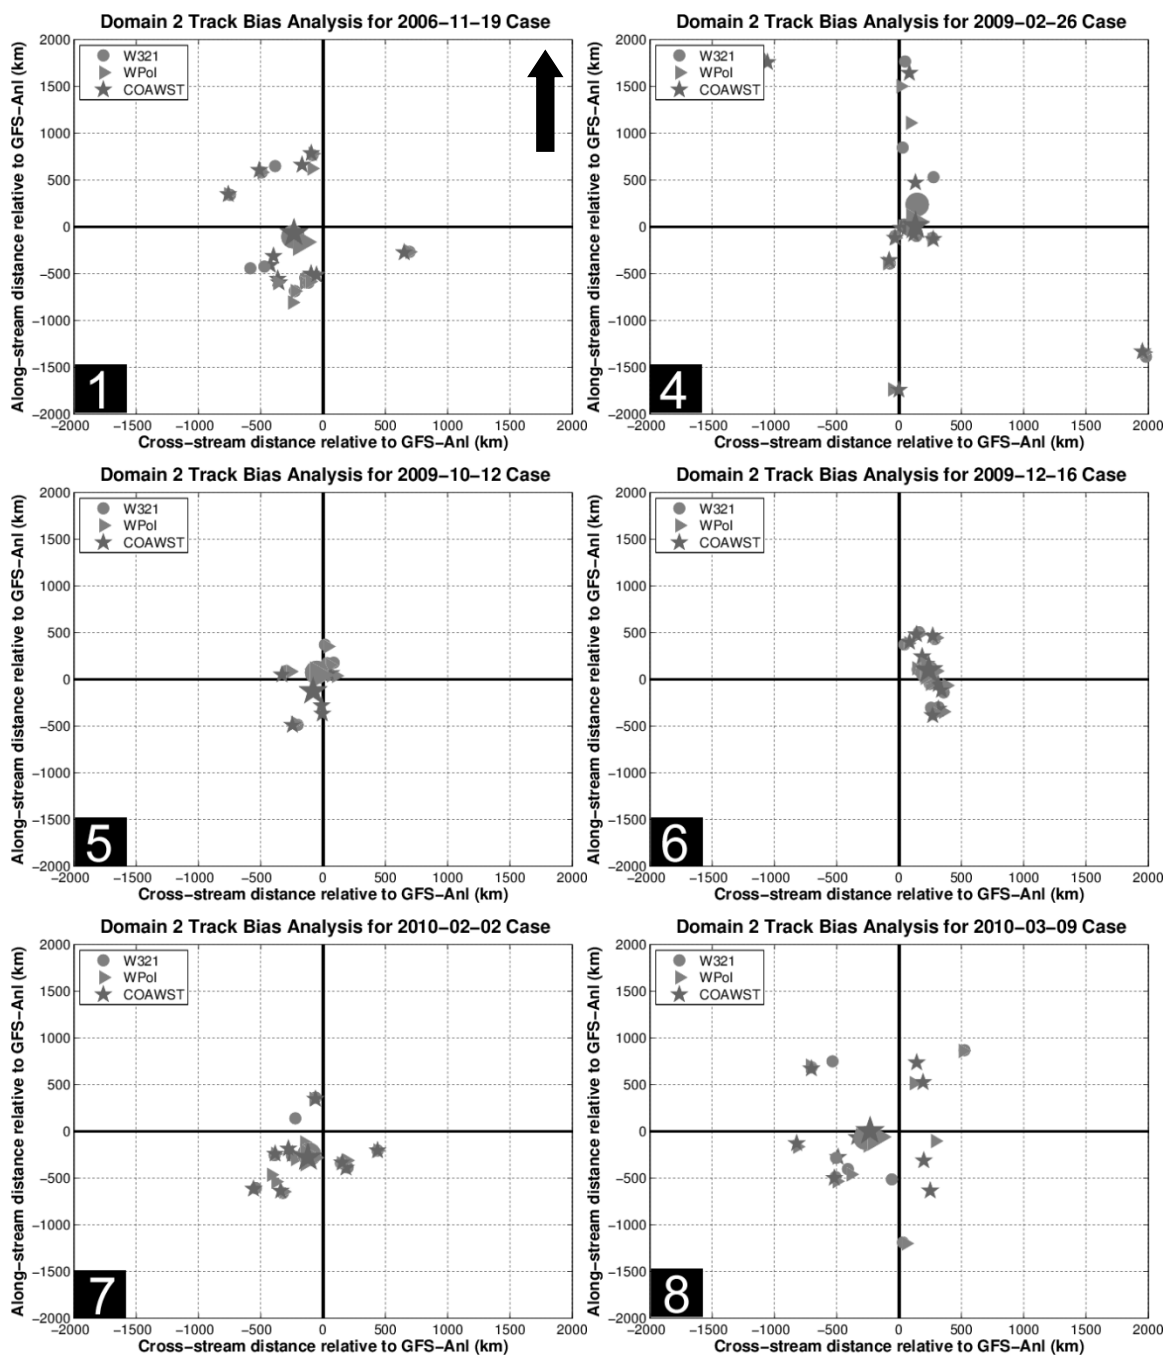 Domain 2 Track Bias Analysis for 2006−11−19 Case
Along−stream distance relative to GFS−Anl (km)
2000
1500
1000
500
0
−500
−1000
−1500
−2000
W321
WPol
COAWST
1
−2000 −1500 −1000 −500 0 500 1000 1500 2000
Cross−stream distance relative to GFS−Anl (km)
Domain 2 Track Bias Analysis for 2009−02−26 Case
Along−stream distance relative to GFS−Anl (km)
2000
1500
1000
500
0
−500
−1000
−1500
−2000
W321
WPol
COAWST
4
−2000 −1500 −1000 −500 0 500 1000 1500 2000
Cross−stream distance relative to GFS−Anl (km)
Domain 2 Track Bias Analysis for 2009−10−12 Case
Along−stream distance relative to GFS−Anl (km)
2000
1500
1000
500
0
−500
−1000
−1500
−2000
W321
WPol
COAWST
5
−2000 −1500 −1000 −500 0 500 1000 1500 2000
Cross−stream distance relative to GFS−Anl (km)
Domain 2 Track Bias Analysis for 2009−12−16 Case
Along−stream distance relative to GFS−Anl (km)
2000
1500
1000
500
0
−500
−1000
−1500
−2000
W321
WPol
COAWST
6
−2000 −1500 −1000 −500 0 500 1000 1500 2000
Cross−stream distance relative to GFS−Anl (km)
Domain 2 Track Bias Analysis for 2010−02−02 Case
Along−stream distance relative to GFS−Anl (km)
2000
1500
1000
500
0
−500
−1000
−1500
−2000
W321
WPol
COAWST
7
−2000 −1500 −1000 −500 0 500 1000 1500 2000
Cross−stream distance relative to GFS−Anl (km)
Domain 2 Track Bias Analysis for 2010−03−09 Case
Along−stream distance relative to GFS−Anl (km)
2000
1500
1000
500
0
−500
−1000
−1500
−2000
W321
WPol
COAWST
8
−2000 −1500 −1000 −500 0 500 1000 1500 2000
Cross−stream distance relative to GFS−Anl (km)